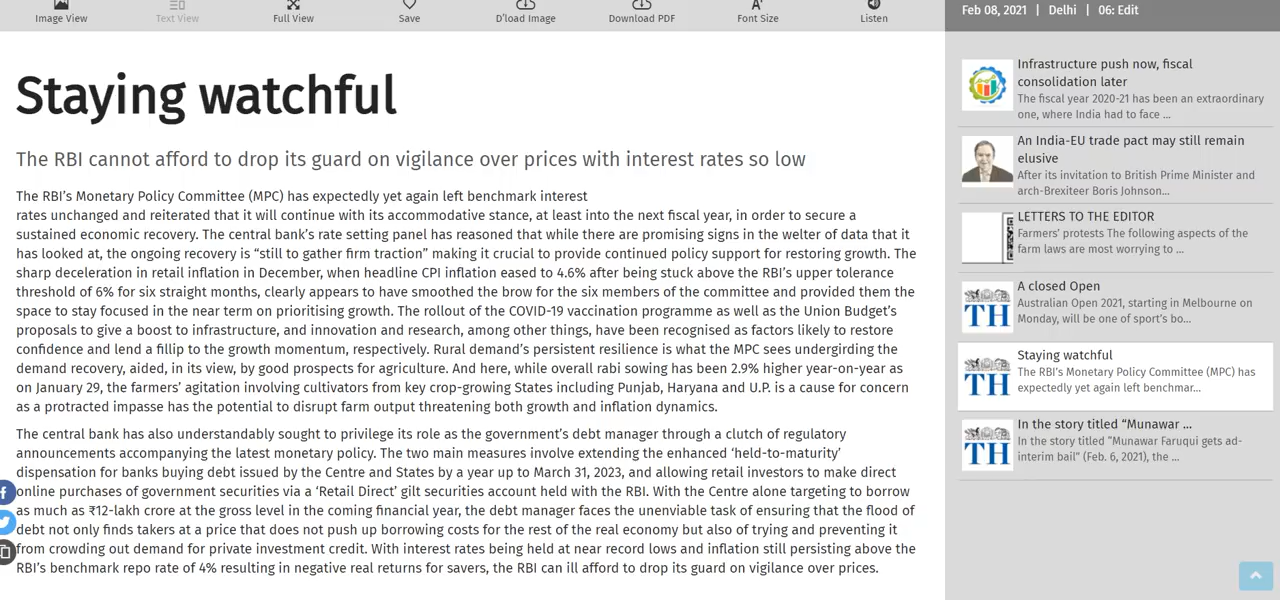 Image View
Text View
Full View
Save
D'load Image
Download PDF
Font Size
Listen
Feb 08, 2021 | Delhi | 06: Edit
Staying watchful
The RBI cannot afford to drop its guard on vigilance over prices with interest rates so low
The RBI’s Monetary Policy Committee (MPC) has expectedly yet again left benchmark interest
rates unchanged and reiterated that it will continue with its accommodative stance, at least into the next fiscal year, in order to secure a
sustained economic recovery. The central bank’s rate setting panel has reasoned that while there are promising signs in the welter of data that it
has looked at, the ongoing recovery is “still to gather firm traction” making it crucial to provide continued policy support for restoring growth. The
sharp deceleration in retail inflation in December, when headline CPI inflation eased to 4.6% after being stuck above the RBI’s upper tolerance
threshold of 6% for six straight months, clearly appears to have smoothed the brow for the six members of the committee and provided them the
space to stay focused in the near term on prioritising growth. The rollout of the COVID-19 vaccination programme as well as the Union Budget’s
proposals to give a boost to infrastructure, and innovation and research, among other things, have been recognised as factors likely to restore
confidence and lend a fillip to the growth momentum, respectively. Rural demand’s persistent resilience is what the MPC sees undergirding the
demand recovery, aided, in its view, by good prospects for agriculture. And here, while overall rabi sowing has been 2.9% higher year-on-year as
on January 29, the farmers’ agitation involving cultivators from key crop-growing States including Punjab, Haryana and U.P. is a cause for concern
as a protracted impasse has the potential to disrupt farm output threatening both growth and inflation dynamics.
The central bank has also understandably sought to privilege its role as the government’s debt manager through a clutch of regulatory
announcements accompanying the latest monetary policy. The two main measures involve extending the enhanced ‘held-to-maturity’
dispensation for banks buying debt issued by the Centre and States by a year up to March 31, 2023, and allowing retail investors to make direct
online purchases of government securities via a ‘Retail Direct’ gilt securities account held with the RBI. With the Centre alone targeting to borrow
as much as ₹12-lakh crore at the gross level in the coming financial year, the debt manager faces the unenviable task of ensuring that the flood of
debt not only finds takers at a price that does not push up borrowing costs for the rest of the real economy but also of trying and preventing it
from crowding out demand for private investment credit. With interest rates being held at near record lows and inflation still persisting above the
RBI’s benchmark repo rate of 4% resulting in negative real returns for savers, the RBI can ill afford to drop its guard on vigilance over prices.
Infrastructure push now, fiscal
consolidation later
The fiscal year 2020-21 has been an extraordinary
one, where India had to face ...
An India-EU trade pact may still remain
elusive
After its invitation to British Prime Minister and
arch-Brexiteer Boris Johnson...
LETTERS TO THE EDITOR
Farmers’ protests The following aspects of the
farm laws are most worrying to ...
TH
A closed Open
Australian Open 2021, starting in Melbourne on
Monday, will be one of sport’s bo...
TH
Staying watchful
The RBI’s Monetary Policy Committee (MPC) has
expectedly yet again left benchmar...
TH
In the story titled “Munawar ...
In the story titled “Munawar Faruqui gets ad-
interim bail” (Feb. 6, 2021), the ...